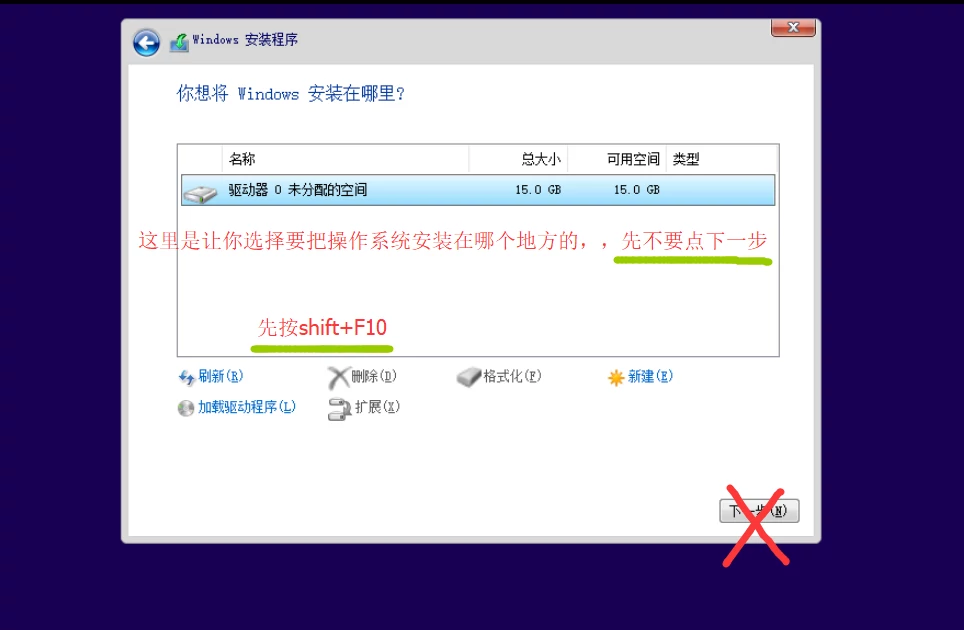 Windows 安装程序
你想将 Windows 安装在哪里?
名称 总大小 可用空间 类型
驱动器 0 未分配的空间 15.0 GB 15.0 GB
这里是让你选择要把操作系统安装在哪个地方的,，先不要点下一步
先按shift+F10
刷新(R) 删除(D) 格式化(F) 新建(E)
加载驱动程序(L) 扩展(X)
下一步(N)